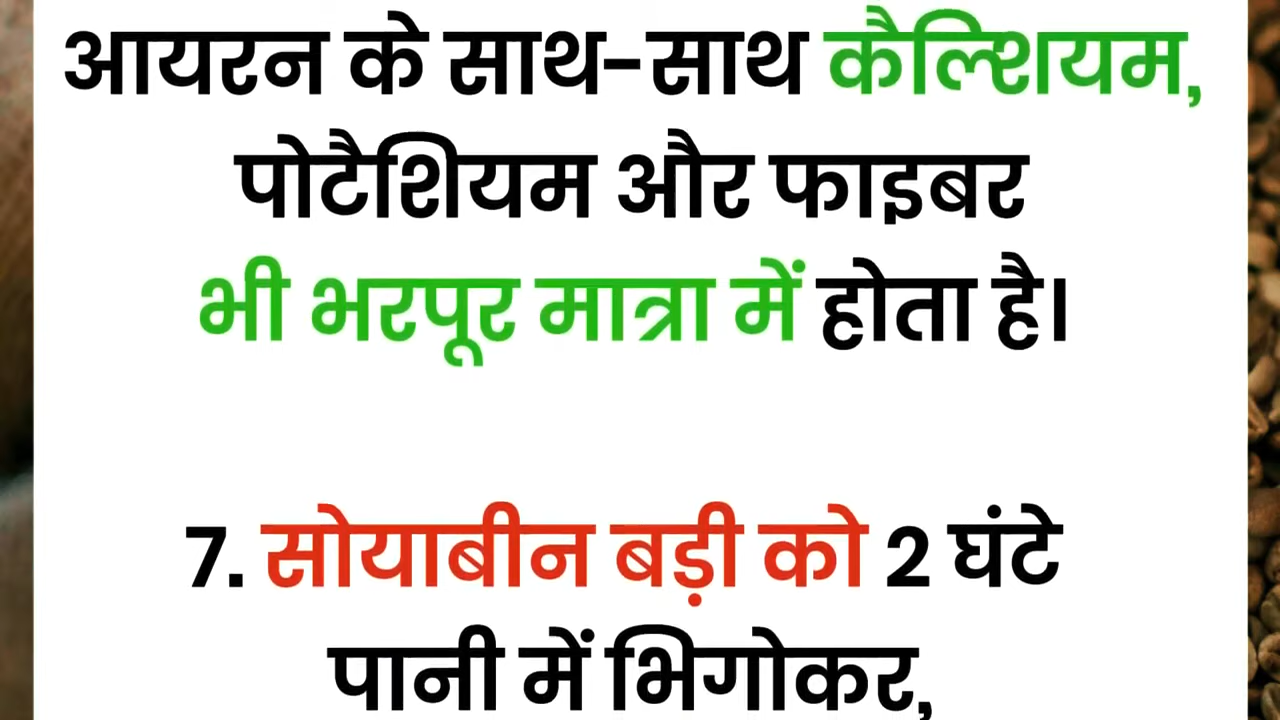 आयरन के साथ-साथ कैल्शियम,
पोटैशियम और फाइबर
भी भरपूर मात्रा में होता है।
7. सोयाबीन बड़ी को 2 घंटे
पानी में भिगोकर,